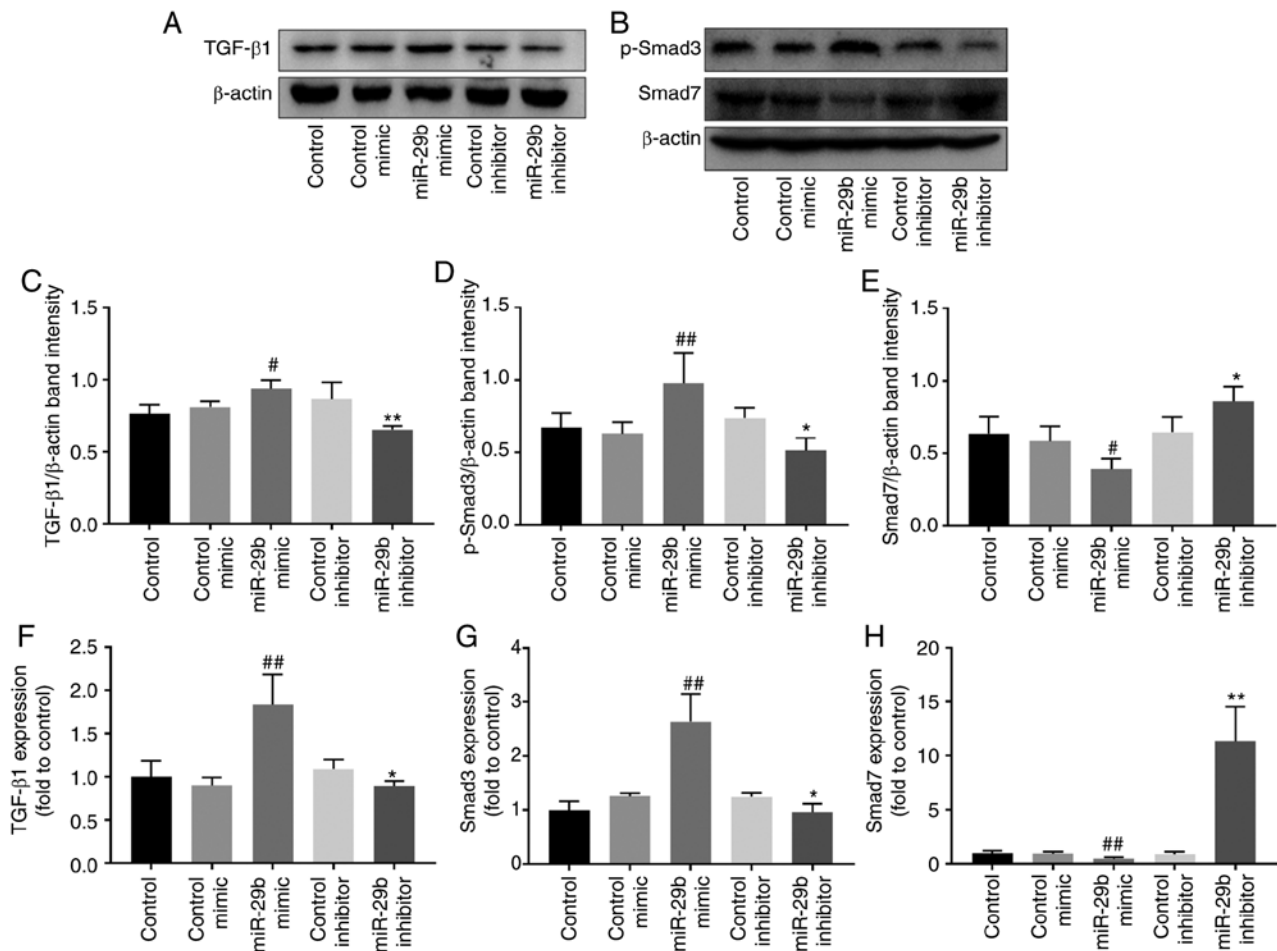 A
TGF-β1
β-actin
Control
Control
mimic
miR-29b
mimic
Control
inhibitor
miR-29b
inhibitor
B
p-Smad3
Smad7
β-actin
Control
Control
mimic
miR-29b
mimic
Control
inhibitor
miR-29b
inhibitor
C
TGF-β1/β-actin band intensity
1.5
1.0
0.5
0.0
#
**
Control
Control
mimic
miR-29b
mimic
Control
inhibitor
miR-29b
inhibitor
D
p-Smad3/β-actin band intensity
1.5
1.0
0.5
0.0
##
*
Control
Control
mimic
miR-29b
mimic
Control
inhibitor
miR-29b
inhibitor
E
Smad7/β-actin band intensity
1.5
1.0
0.5
0.0
#
*
Control
Control
mimic
miR-29b
mimic
Control
inhibitor
miR-29b
inhibitor
F
TGF-β1 expression
(fold to control)
2.5
2.0
1.5
1.0
0.5
0.0
##
*
Control
Control
mimic
miR-29b
mimic
Control
inhibitor
miR-29b
inhibitor
G
Smad3 expression
(fold to control)
4
3
2
1
0
##
*
Control
Control
mimic
miR-29b
mimic
Control
inhibitor
miR-29b
inhibitor
H
Smad7 expression
(fold to control)
20
15
10
5
0
##
**
Control
Control
mimic
miR-29b
mimic
Control
inhibitor
miR-29b
inhibitor